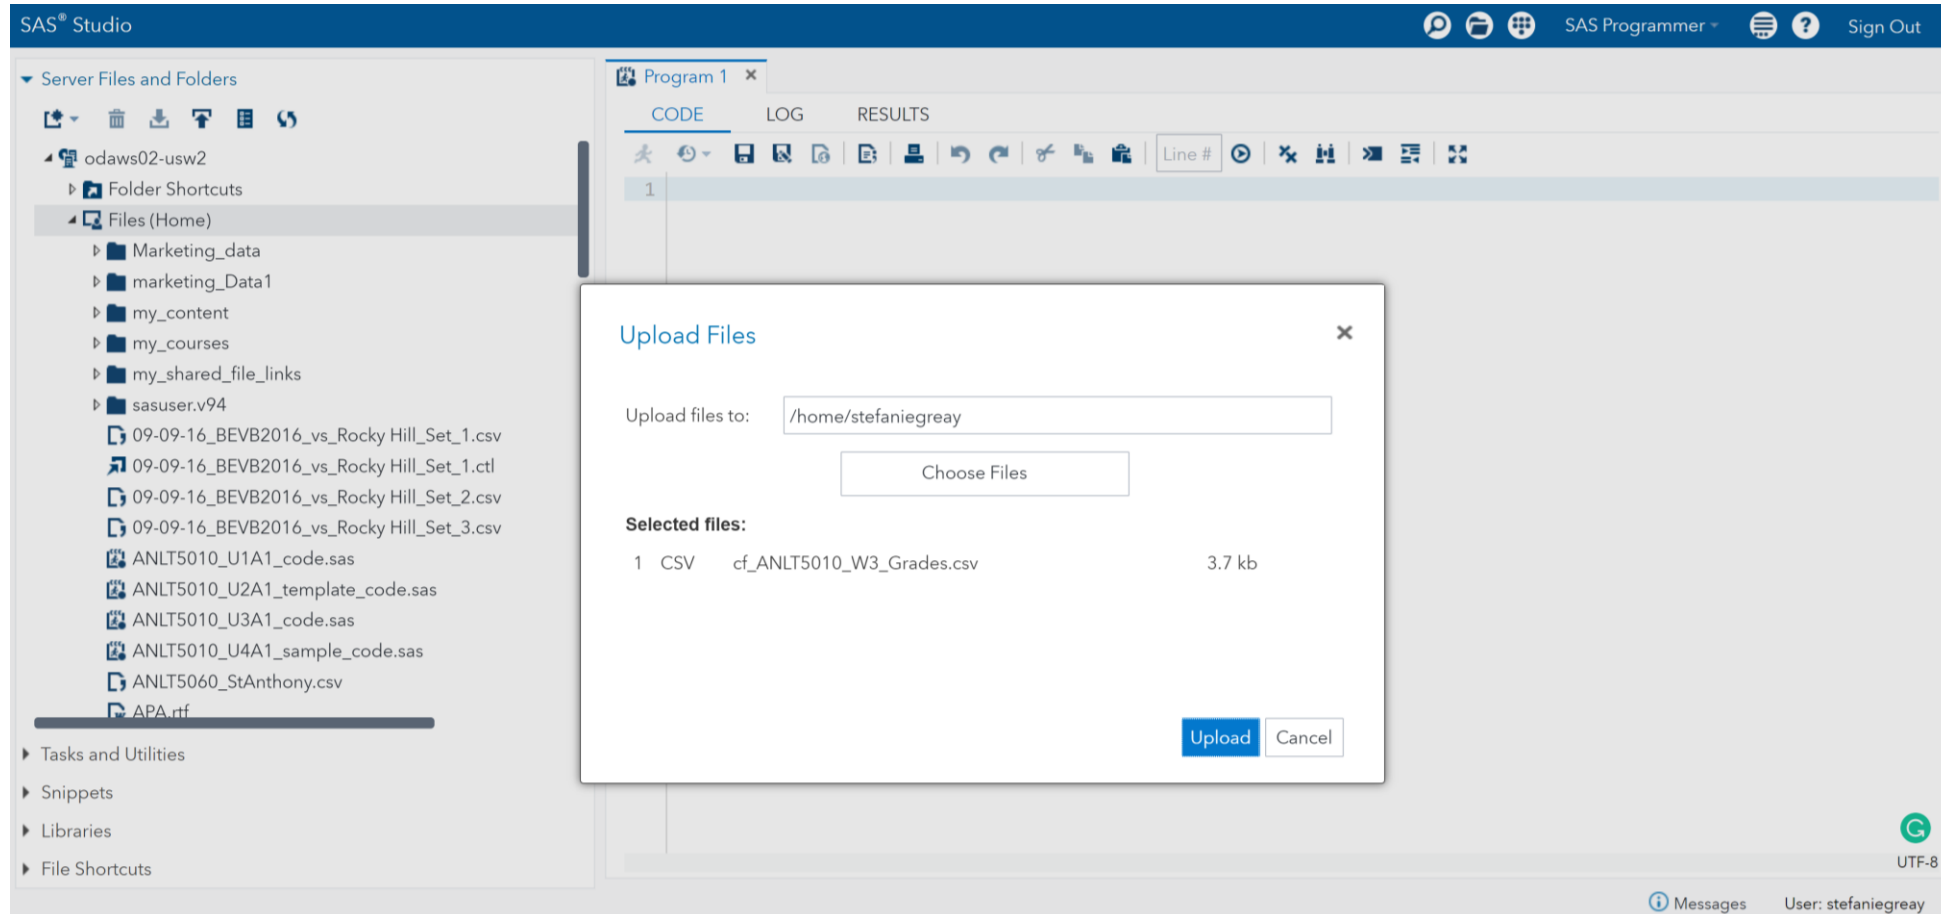 SAS® Studio
SAS Programmer
Sign Out
Server Files and Folders
odaws02-usw2
Folder Shortcuts
Files (Home)
Marketing_data
marketing_Data1
my_content
my_courses
my_shared_file_links
sasuser.v94
09-09-16_BEVB2016_vs_Rocky Hill_Set_1.csv
09-09-16_BEVB2016_vs_Rocky Hill_Set_1.ctl
09-09-16_BEVB2016_vs_Rocky Hill_Set_2.csv
09-09-16_BEVB2016_vs_Rocky Hill_Set_3.csv
ANLT5010_U1A1_code.sas
ANLT5010_U2A1_template_code.sas
ANLT5010_U3A1_code.sas
ANLT5010_U4A1_sample_code.sas
ANLT5060_StAnthony.csv
APA.rtf
Tasks and Utilities
Snippets
Libraries
File Shortcuts
Program 1
CODE LOG RESULTS
Line #
1
Upload Files
Upload files to: /home/stefaniegreay
Choose Files
Selected files:
1 CSV cf_ANLT5010_W3_Grades.csv 3.7 kb
Upload Cancel
UTF-8
Messages User: stefaniegreay